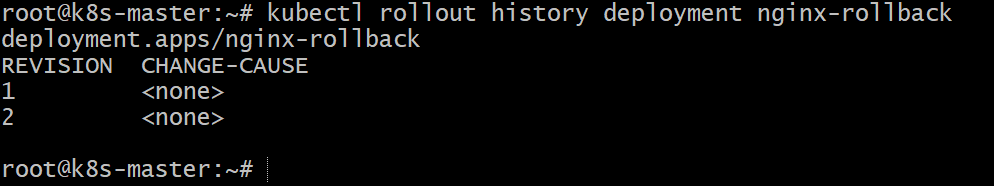 root@k8s-master:~# kubectl rollout history deployment nginx-rollback
deployment.apps/nginx-rollback
REVISION  CHANGE-CAUSE
1         <none>
2         <none>
root@k8s-master:~#